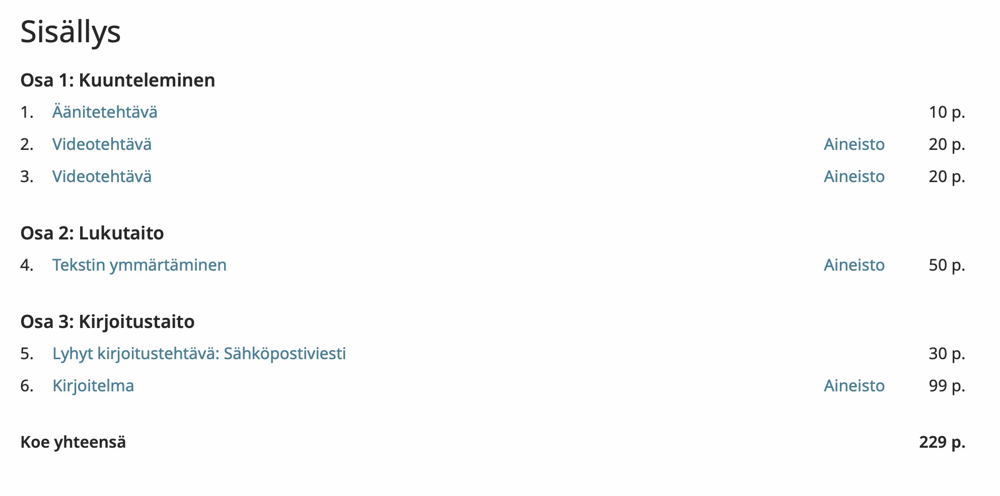 Sisällys
Osa 1: Kuunteleminen
1. Äänitetehtävä 10 p.
2. Videotehtävä Aineisto 20 p.
3. Videotehtävä Aineisto 20 p.
Osa 2: Lukutaito
4. Tekstin ymmärtäminen Aineisto 50 p.
Osa 3: Kirjoitustaito
5. Lyhyt kirjoitustehtävä: Sähköpostiviesti 30 p.
6. Kirjoitelma Aineisto 99 p.
Koe yhteensä 229 p.